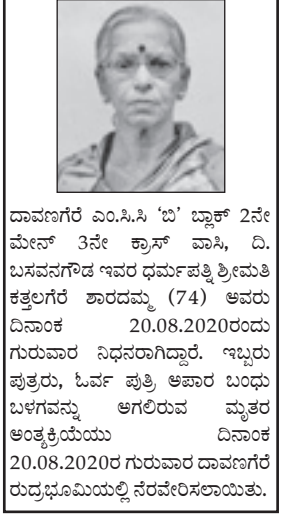 ದಾವಣಗೆರೆ ಎಂ.ಸಿ.ಸಿ ‘ಬಿ’ ಬ್ಲಾಕ್ 2ನೇ
ಮೇನ್ 3ನೇ ಕ್ರಾಸ್ ವಾಸಿ, ದಿ.
ಬಸವನಗೌಡ ಇವರ ಧರ್ಮಪತ್ನಿ ಶ್ರೀಮತಿ
ಕತ್ತಲಗೆರೆ ಶಾರದಮ್ಮ (74) ಅವರು
ದಿನಾಂಕ 20.08.2020ರಂದು
ಗುರುವಾರ ನಿಧನರಾಗಿದ್ದಾರೆ. ಇಬ್ಬರು
ಪುತ್ರರು, ಓರ್ವ ಪುತ್ರಿ ಅಪಾರ ಬಂಧು
ಬಳಗವನ್ನು ಅಗಲಿರುವ ಮೃತರ
ಅಂತ್ಯಕ್ರಿಯೆಯು ದಿನಾಂಕ
20.08.2020ರ ಗುರುವಾರ ದಾವಣಗೆರೆ
ರುದ್ರಭೂಮಿಯಲ್ಲಿ ನೆರವೇರಿಸಲಾಯಿತು.